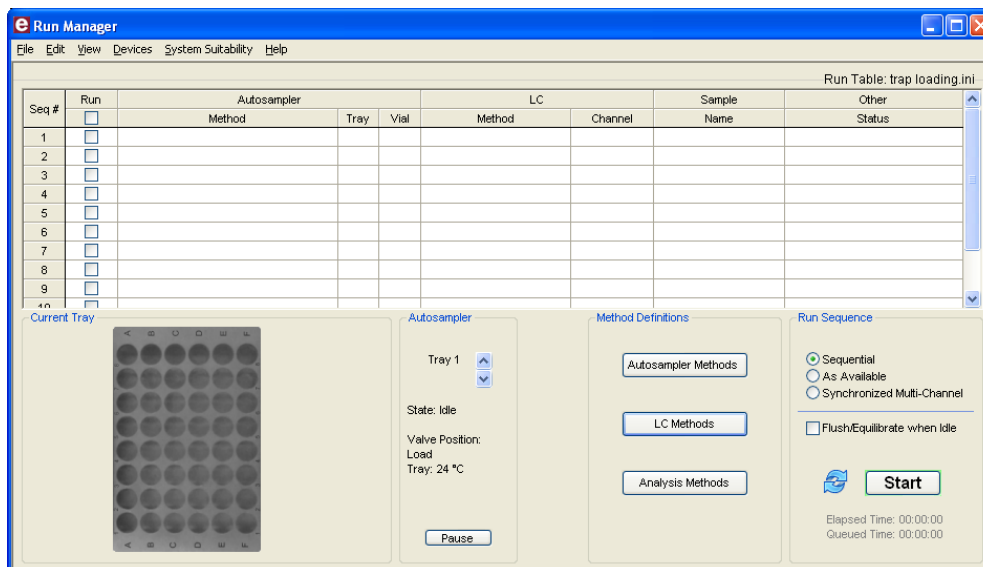 e Run Manager
File Edit View Devices System Suitability Help
Run Table: trap loading.ini
Seq # Run Autosampler LC Sample Other
Method Tray Vial Method Channel Name Status
1
2
3
4
5
6
7
8
9
10
Current Tray Autosampler Method Definitions Run Sequence
A B C D E F
Tray 1
Autosampler Methods
Sequential
As Available
Synchronized Multi-Channel
State: Idle
LC Methods
Flush/Equilibrate when Idle
Valve Position:
Load
Tray: 24 °C
Analysis Methods
Start
Elapsed Time: 00:00:00
Queued Time: 00:00:00
Pause
A B C D E F